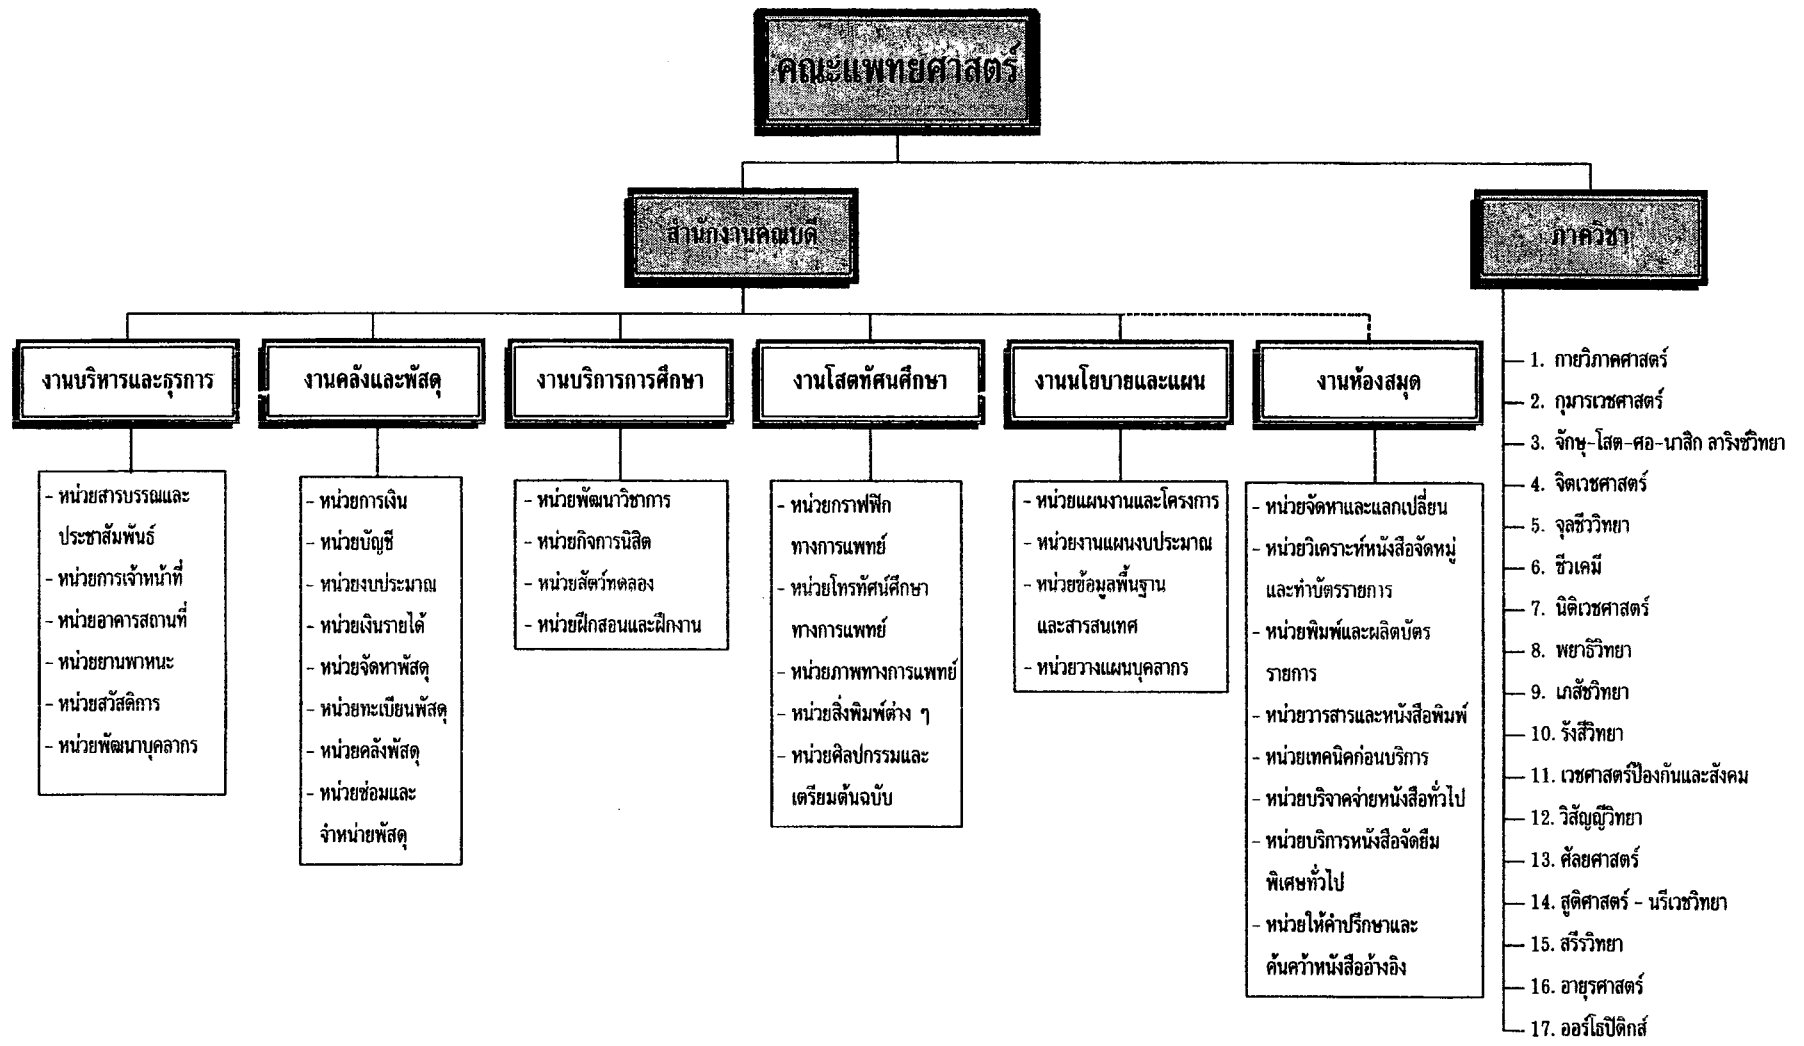 คณะแพทยศาสตร์
สำนักงานคณบดี
ภาควิชา
งานบริหารและธุรการ
งานคลังและพัสดุ
งานบริการการศึกษา
งานโสตทัศนศึกษา
งานนโยบายและแผน
งานห้องสมุด
- หน่วยสารบรรณและ
ประชาสัมพันธ์
- หน่วยการเจ้าหน้าที่
- หน่วยอาคารสถานที่
- หน่วยยานพาหนะ
- หน่วยสวัสดิการ
- หน่วยพัฒนาบุคลากร
- หน่วยการเงิน
- หน่วยบัญชี
- หน่วยงบประมาณ
- หน่วยเงินรายได้
- หน่วยจัดหาพัสดุ
- หน่วยทะเบียนพัสดุ
- หน่วยคลังพัสดุ
- หน่วยซ่อมและ
จำหน่ายพัสดุ
- หน่วยพัฒนาวิชาการ
- หน่วยกิจการนิสิต
- หน่วยสัตว์ทดลอง
- หน่วยฝึกสอนและฝึกงาน
- หน่วยกราฟฟิก
ทางการแพทย์
- หน่วยโทรทัศน์ศึกษา
ทางการแพทย์
- หน่วยภาพทางการแพทย์
- หน่วยสิ่งพิมพ์ต่าง ๆ
- หน่วยศิลปกรรมและ
เตรียมต้นฉบับ
- หน่วยแผนงานและโครงการ
- หน่วยงานแผนงบประมาณ
- หน่วยข้อมูลพื้นฐาน
และสารสนเทศ
- หน่วยวางแผนบุคลากร
- หน่วยจัดหาและแลกเปลี่ยน
- หน่วยวิเคราะห์หนังสือจัดหมู่
และทำบัตรรายการ
- หน่วยพิมพ์และผลิตบัตร
รายการ
- หน่วยวารสารและหนังสือพิมพ์
- หน่วยเทคนิคก่อนบริการ
- หน่วยบริจาคจ่ายหนังสือทั่วไป
- หน่วยบริการหนังสือจัดยืม
พิเศษทั่วไป
- หน่วยให้คำปรึกษาและ
ค้นคว้าหนังสืออ้างอิง
1. กายวิภาคศาสตร์
2. กุมารเวชศาสตร์
3. จักษุ-โสต-ศอ-นาสิก ลาริงซ์วิทยา
4. จิตเวชศาสตร์
5. จุลชีววิทยา
6. ชีวเคมี
7. นิติเวชศาสตร์
8. พยาธิวิทยา
9. เภสัชวิทยา
10. รังสีวิทยา
11. เวชศาสตร์ป้องกันและสังคม
12. วิสัญญีวิทยา
13. ศัลยศาสตร์
14. สูติศาสตร์ - นรีเวชวิทยา
15. สรีรวิทยา
16. อายุรศาสตร์
17. ออร์โธปิดิกส์